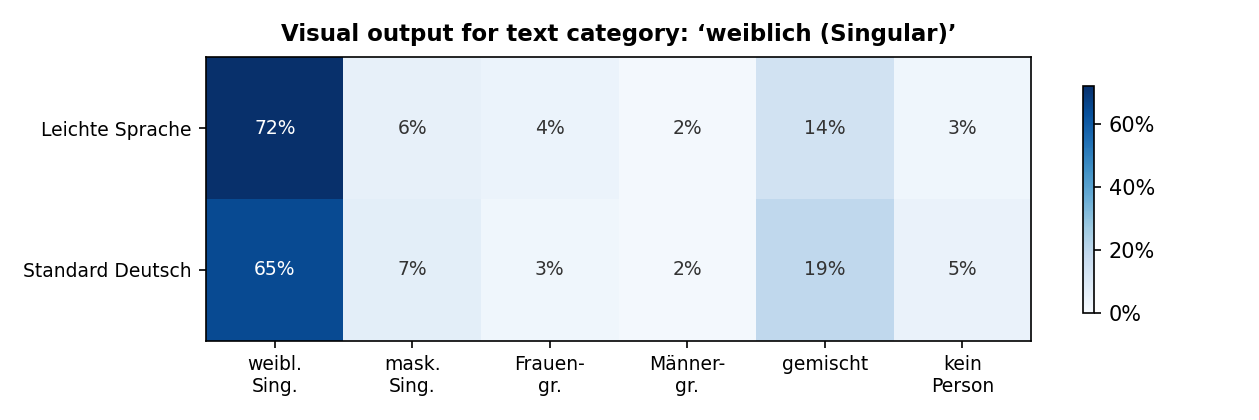 Visual output for text category: ‘weiblich (Singular)’
Leichte Sprache
72%
6%
4%
2%
14%
3%
Standard Deutsch
65%
7%
3%
2%
19%
5%
weibl.
Sing.
mask.
Sing.
Frauen-
gr.
Männer-
gr.
gemischt
kein
Person
60%
40%
20%
0%